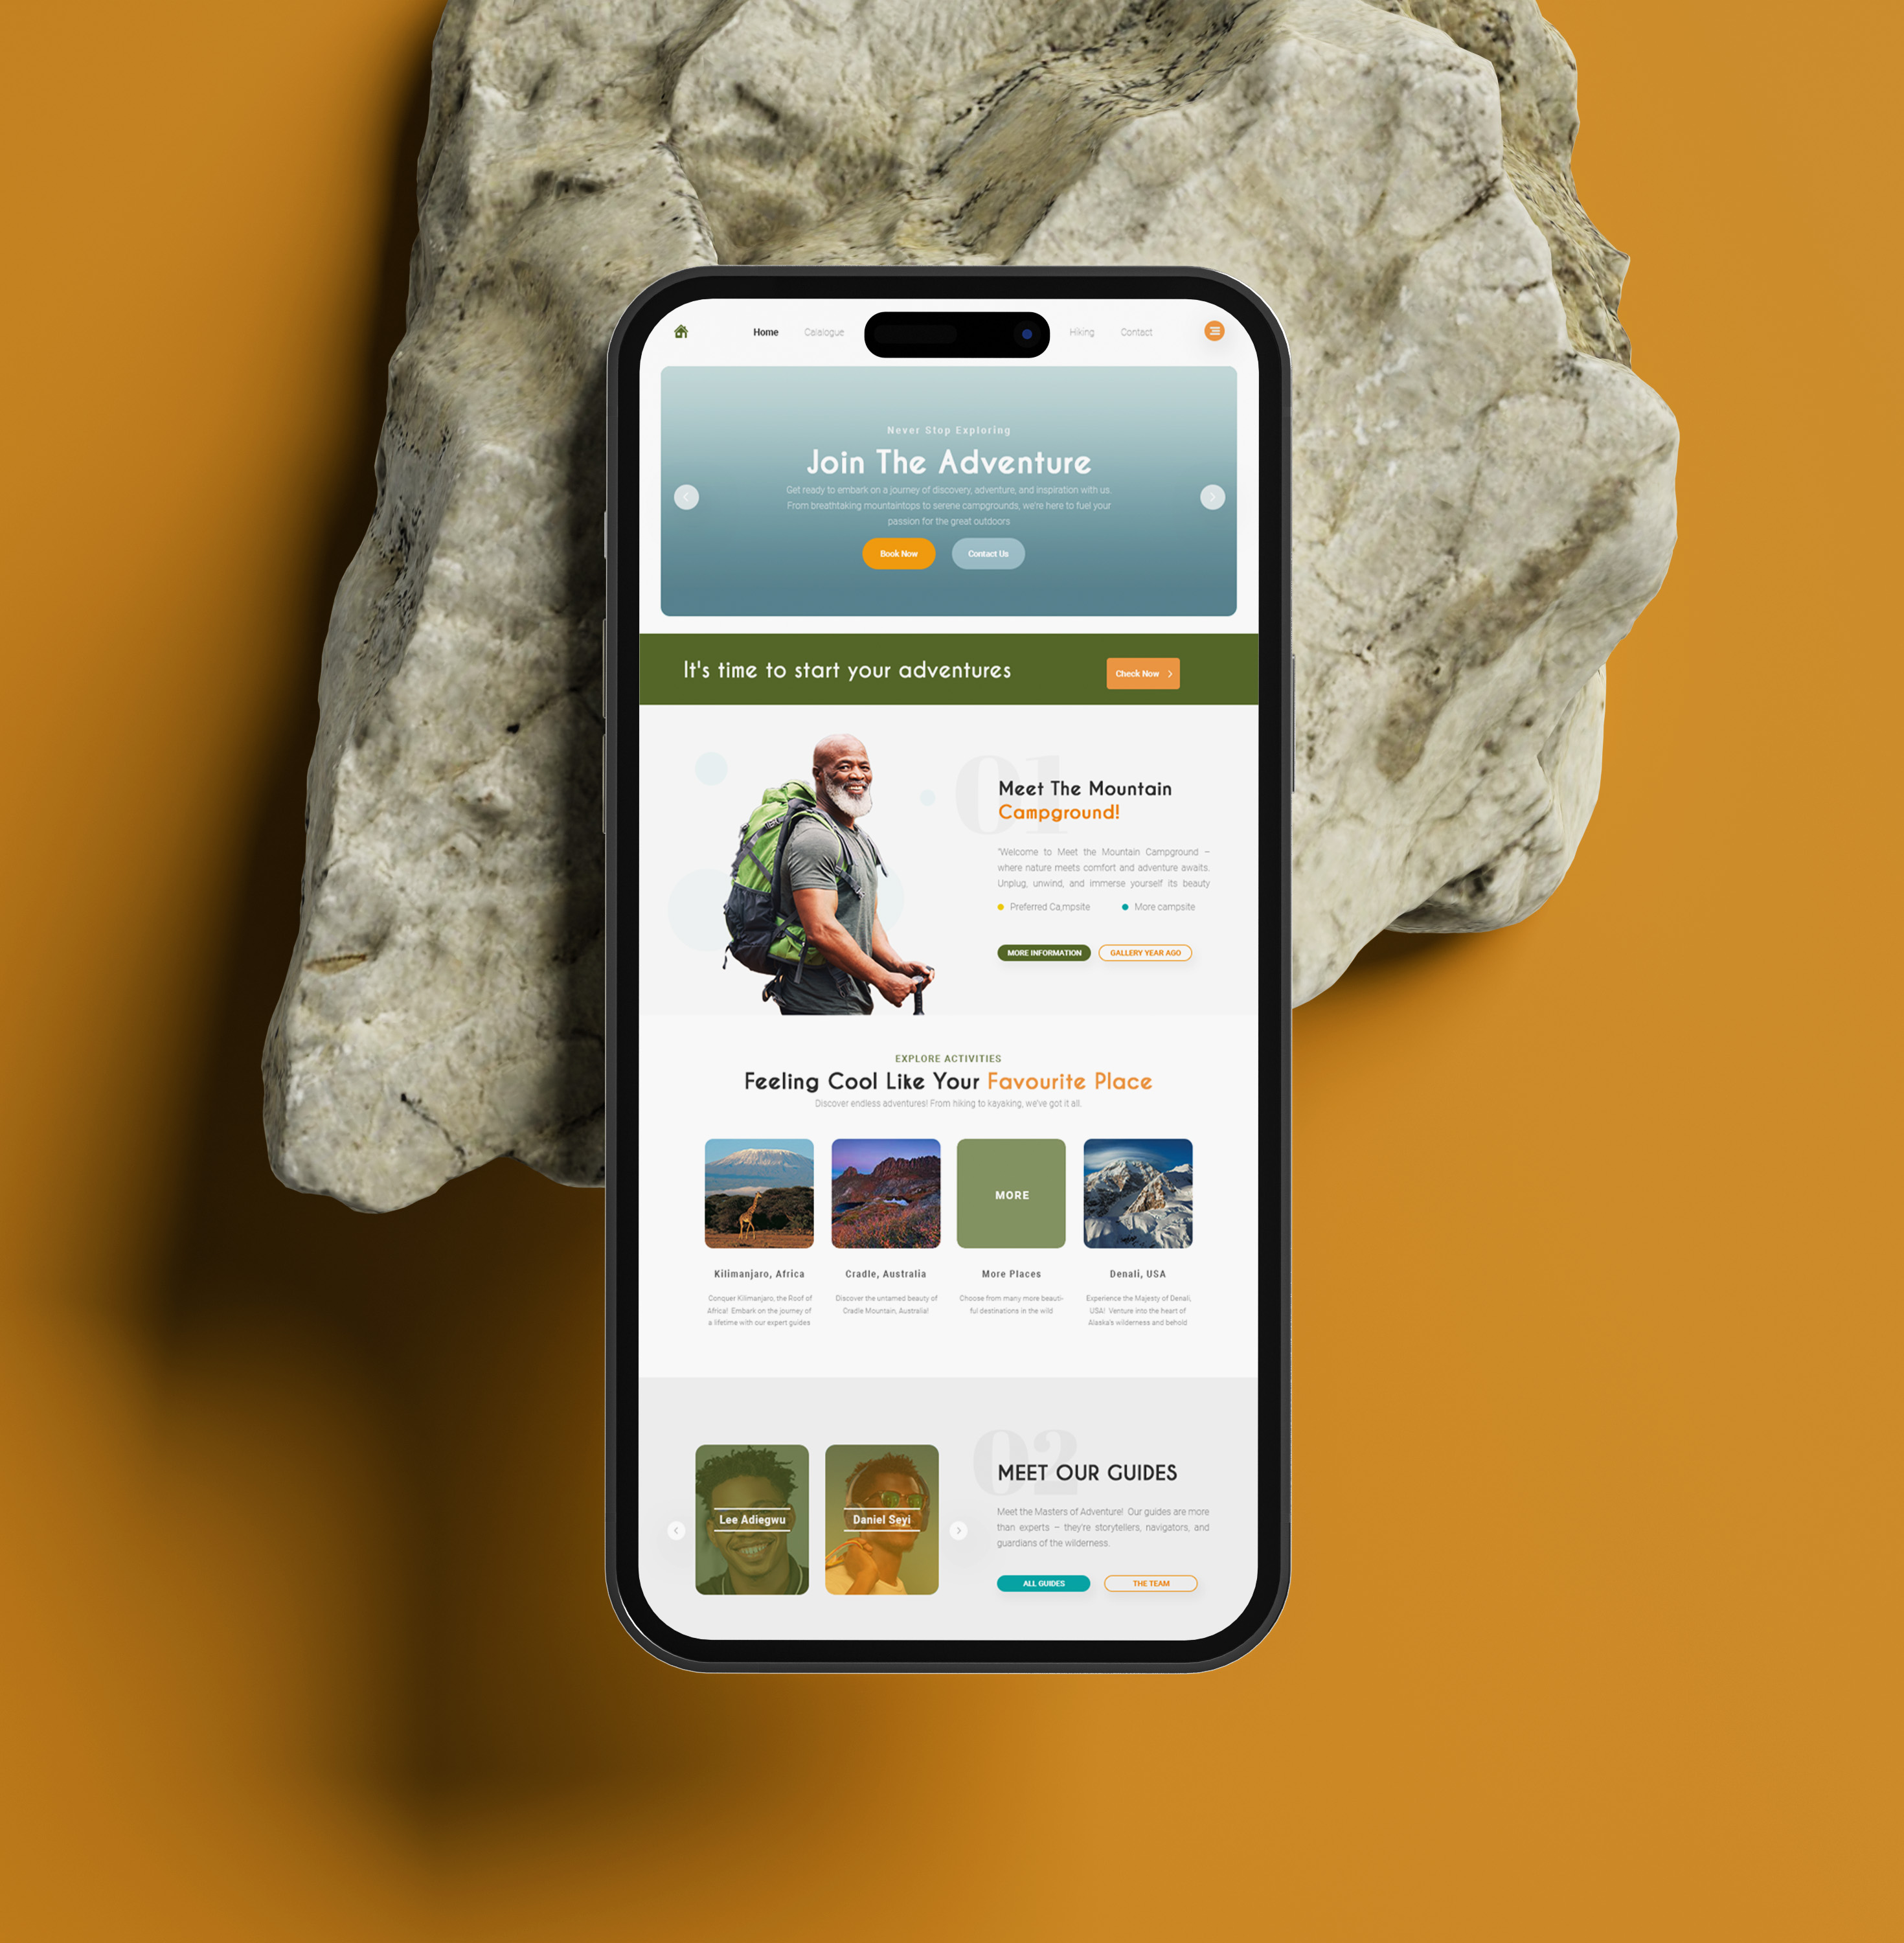 Home
Calalogue
Hiking
Contact
Never Stop Exploring
Join The Adventure
Get ready to embark on a journey of discovery, adventure, and inspiration with us.
From breathtaking mountaintops to serene campgrounds, we're here to fuel your
passion for the great outdoors
Book Now
Contact Us
It's time to start your adventures
Check Now
01
Meet The Mountain
Campground!
"Welcome to Meet the Mountain Campground –
where nature meets comfort and adventure awaits.
Unplug, unwind, and immerse yourself its beauty
Preferred Ca,mpsite
More campsite
MORE INFORMATION
GALLERY YEAR AGO
EXPLORE ACTIVITIES
Feeling Cool Like Your Favourite Place
Discover endless adventures! From hiking to kayaking, we've got it all.
MORE
Kilimanjaro, Africa
Conquer Kilimanjaro, the Roof of
Africa! Embark on the journey of
a lifetime with our expert guides
Cradle, Australia
Discover the untamed beauty of
Cradle Mountain, Australia!
More Places
Choose from many more beauti-
ful destinations in the wild
Denali, USA
Experience the Majesty of Denali,
USA! Venture into the heart of
Alaska's wilderness and behold
Lee Adiegwu
Daniel Seyi
02
MEET OUR GUIDES
Meet the Masters of Adventure! Our guides are more
than experts – they're storytellers, navigators, and
guardians of the wilderness.
ALL GUIDES
THE TEAM